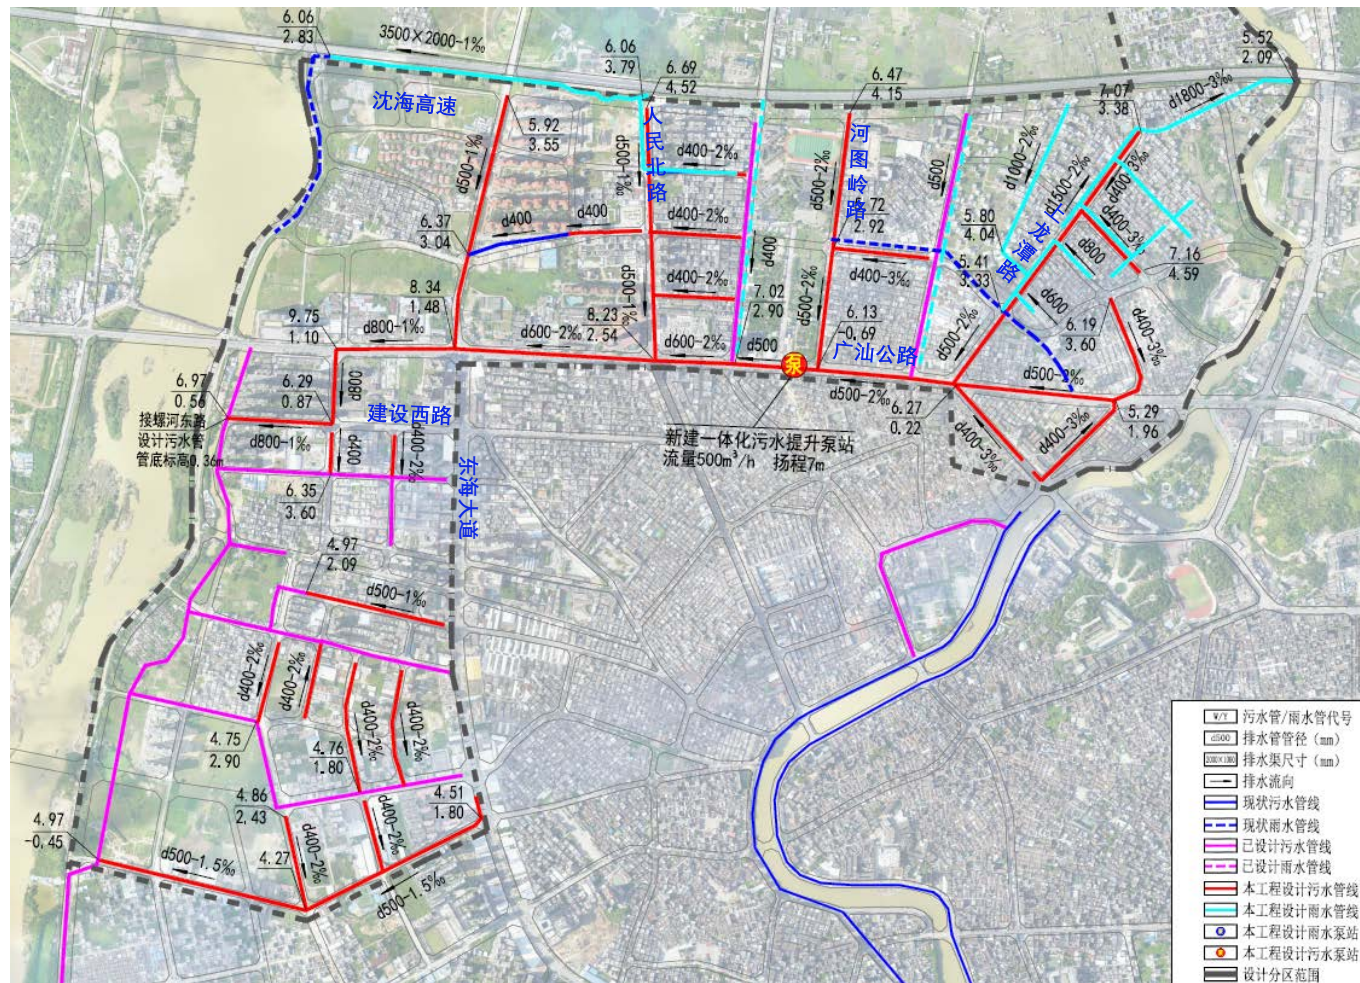 6.06
2.83
3500×2000-1‰
6.06
3.79
6.69
4.52
6.47
4.15
7.07
3.38
d1800-3‰
5.52
2.09
沈海高速
5.92
3.55
d500-1‰
d500-1‰
人民北路
d400-2‰
河图岭路
d500-2‰
d500
d1000-2‰
d1500-2‰
d400-3‰
6.37
3.04
d400
d400
d400-2‰
d400
2.92
5.80
4.04
d400-3‰
d800
7.16
4.59
8.34
1.48
d500-1‰
d400-2‰
7.02
2.90
d500-2‰
d400-3‰
5.41
3.33
d600
9.75
1.10
d800-1‰
d600-2‰
8.23
2.54
d600-2‰
d500
泵
6.13
-0.69
广汕公路
d500-2‰
6.19
3.60
d400-3‰
6.97
0.56
接螺河东路
设计污水管
管底标高0.36m
6.29
0.87
d800
建设西路
d800-1‰
d400
d400-2‰
东海大道
新建一体化污水提升泵站
流量500m³/h 扬程7m
d500-2‰
6.27
0.22
d400-3‰
d400-3‰
5.29
1.96
6.35
3.60
4.97
2.09
d500-1‰
d400-2‰
d400-2‰
d400-2‰
d400-2‰
4.75
2.90
4.76
1.80
4.86
2.43
4.51
1.80
4.97
-0.45
d500-1.5‰
4.27
d400-2‰
d400-2‰
d500-1.5‰
W/Y 污水管/雨水管代号
d500 排水管管径（mm）
排水渠尺寸（mm）
排水流向
现状污水管线
现状雨水管线
已设计污水管线
已设计雨水管线
本工程设计污水管线
本工程设计雨水管线
本工程设计雨水泵站
本工程设计污水泵站
设计分区范围